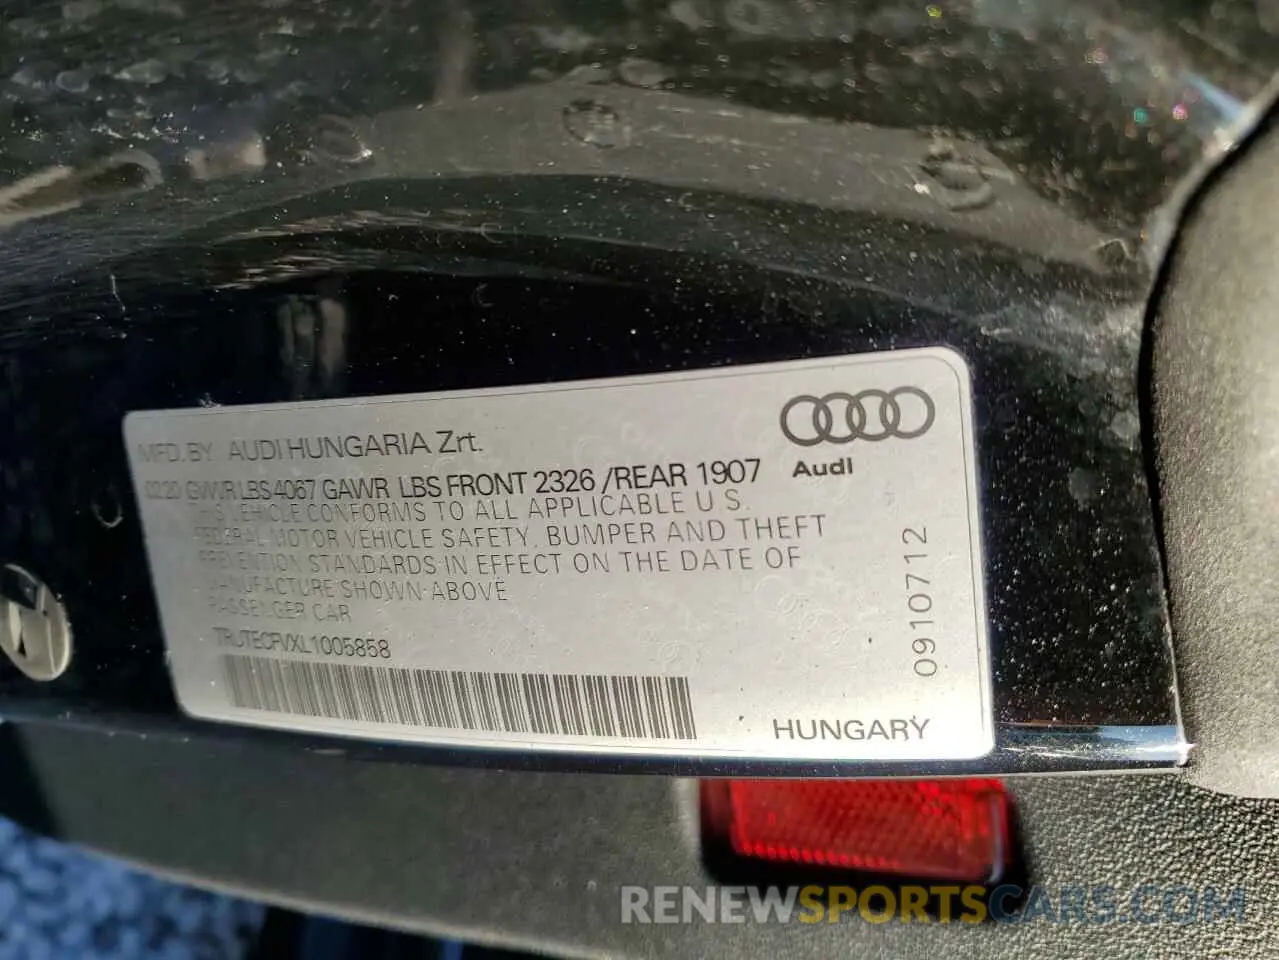 MFD. BY AUDI HUNGARIA Zrt.
02/20 GVWR LBS 4067 GAWR LBS FRONT 2326 /REAR 1907
THIS VEHICLE CONFORMS TO ALL APPLICABLE U.S.
FEDERAL MOTOR VEHICLE SAFETY, BUMPER AND THEFT
PREVENTION STANDARDS IN EFFECT ON THE DATE OF
MANUFACTURE SHOWN ABOVE
PASSENGER CAR
TRUTECFVXL1005858
Audi
0910712
HUNGARY
RENEWSPORTSCARS.COM